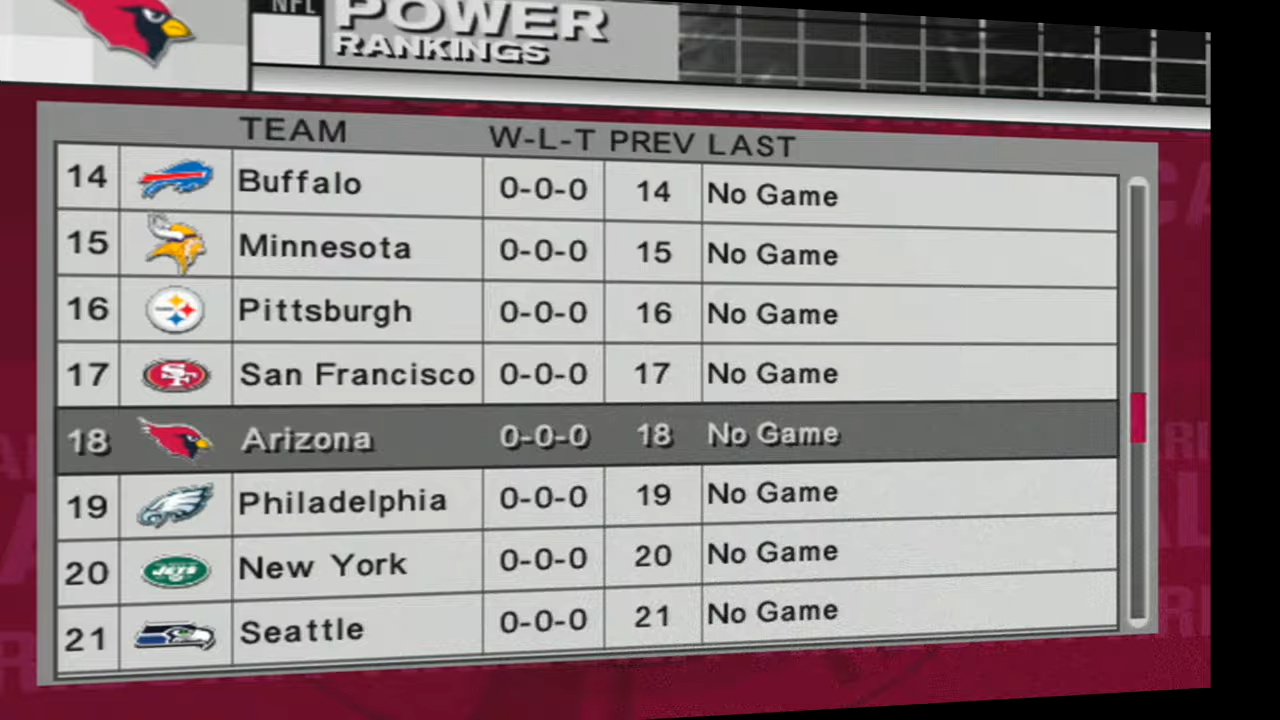 NFL
POWER
RANKINGS
TEAM W-L-T PREV LAST
14 Buffalo 0-0-0 14 No Game
15 Minnesota 0-0-0 15 No Game
16 Pittsburgh 0-0-0 16 No Game
17 SF San Francisco 0-0-0 17 No Game
18 Arizona 0-0-0 18 No Game
19 Philadelphia 0-0-0 19 No Game
20 JETS New York 0-0-0 20 No Game
21 Seattle 0-0-0 21 No Game